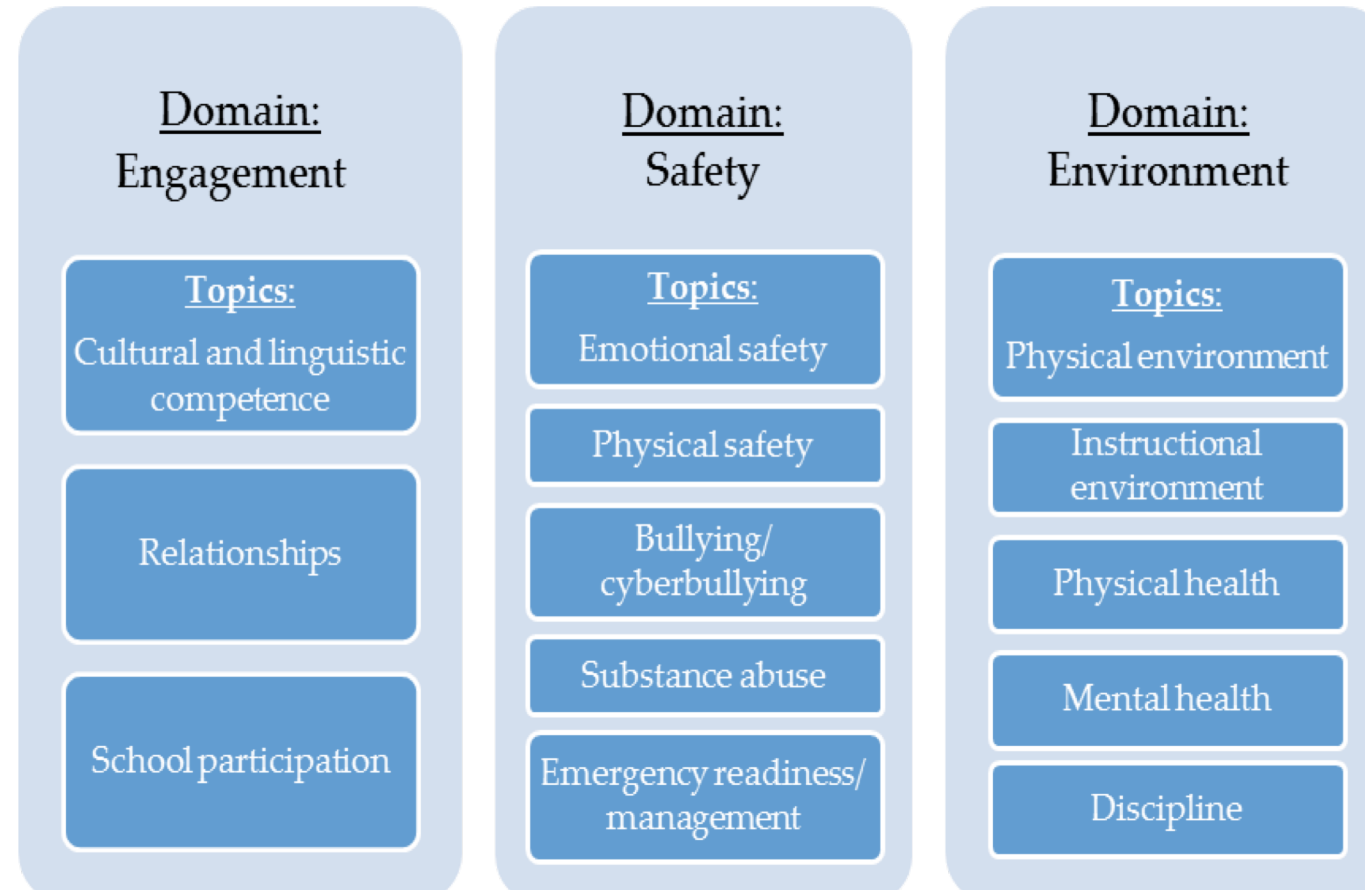 Domain:
Engagement
Topics:
Cultural and linguistic
competence
Relationships
School participation
Domain:
Safety
Topics:
Emotional safety
Physical safety
Bullying/
cyberbullying
Substance abuse
Emergency readiness/
management
Domain:
Environment
Topics:
Physical environment
Instructional
environment
Physical health
Mental health
Discipline